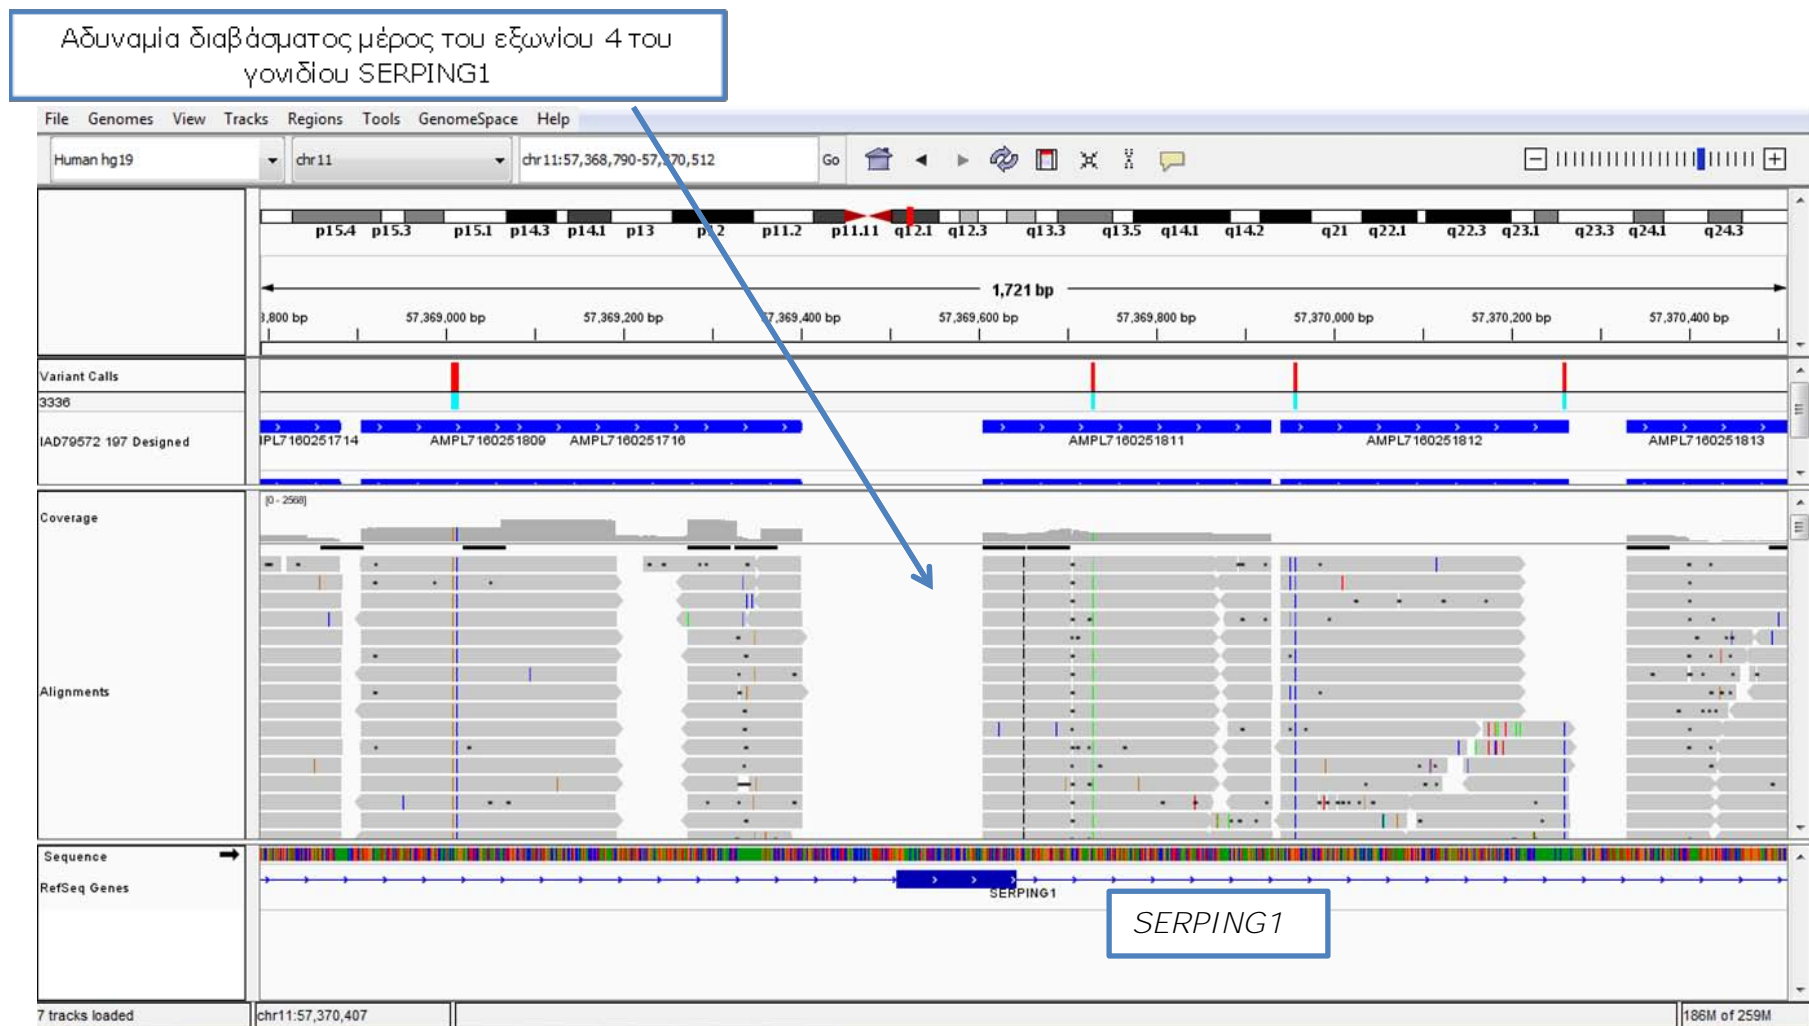 Αδυναμία διαβάσματος μέρος του εξωνίου 4 του
γονιδίου SERPING1
File Genomes View Tracks Regions Tools GenomeSpace Help
Human hg19 chr11 chr11:57,368,790-57,370,512 Go
p15.4 p15.3 p15.1 p14.3 p14.1 p13 p11.2 p11.11 q12.1 q12.3 q13.3 q13.5 q14.1 q14.2 q21 q22.1 q22.3 q23.1 q23.3 q24.1 q24.3
1,721 bp
3,800 bp 57,369,000 bp 57,369,200 bp 57,369,400 bp 57,369,600 bp 57,369,800 bp 57,370,000 bp 57,370,200 bp 57,370,400 bp
Variant Calls
3336
IAD79572 197 Designed
IPL7160251714 AMPL7160251809 AMPL7160251716 AMPL7160251811 AMPL7160251812 AMPL7160251813
[0 - 2568]
Coverage
Alignments
Sequence
RefSeq Genes
SERPING1
SERPING1
7 tracks loaded chr11:57,370,407 186M of 259M